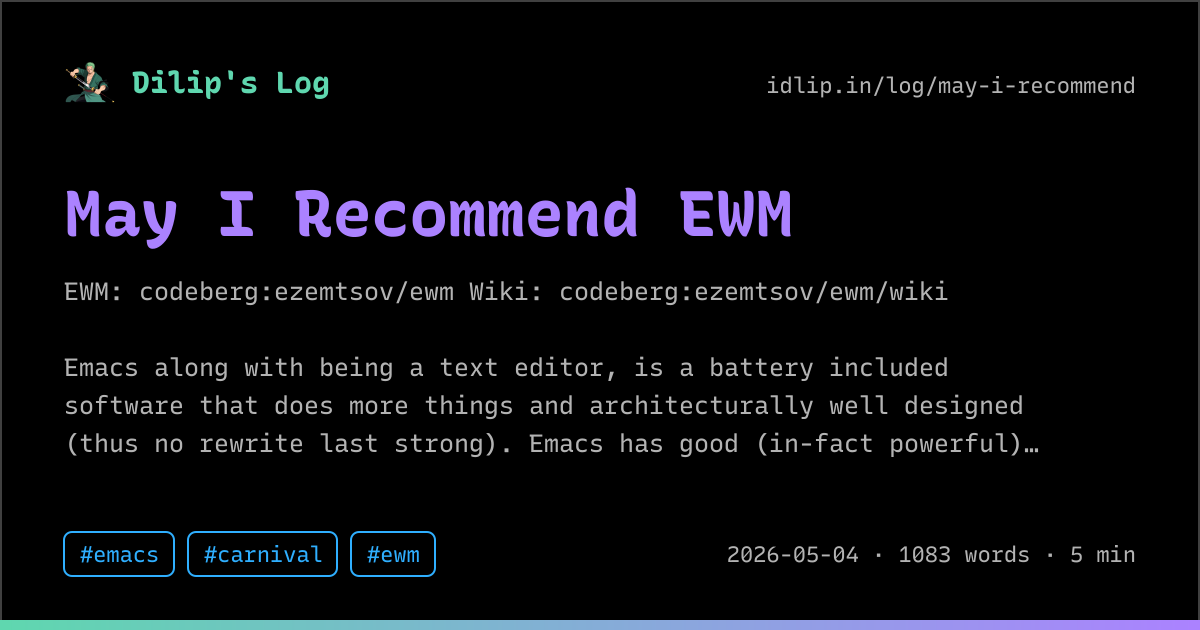 Dilip's Log
idlip.in/log/may-i-recommend
May I Recommend EWM
EWM: codeberg:ezemtsov/ewm Wiki: codeberg:ezemtsov/ewm/wiki
Emacs along with being a text editor, is a battery included
software that does more things and architecturally well designed
(thus no rewrite last strong). Emacs has good (in-fact powerful)…
#emacs #carnival #ewm
2026-05-04 · 1083 words · 5 min